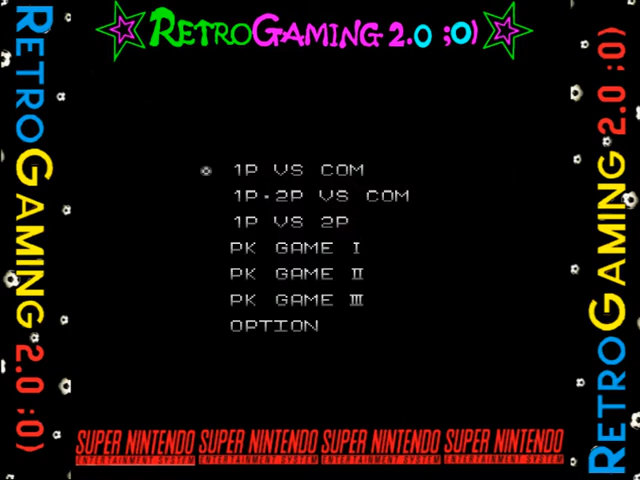 RETROGAMING 2.0 ;0)
RETROGAMING 2.0 ;0)
1P VS COM
1P·2P VS COM
1P VS 2P
PK GAME I
PK GAME II
PK GAME III
OPTION
RETROGAMING 2.0 ;0)
SUPER NINTENDO SUPER NINTENDO SUPER NINTENDO SUPER NINTENDO
ENTERTAINMENT SYSTEM ENTERTAINMENT SYSTEM ENTERTAINMENT SYSTEM ENTERTAINMENT SYSTEM